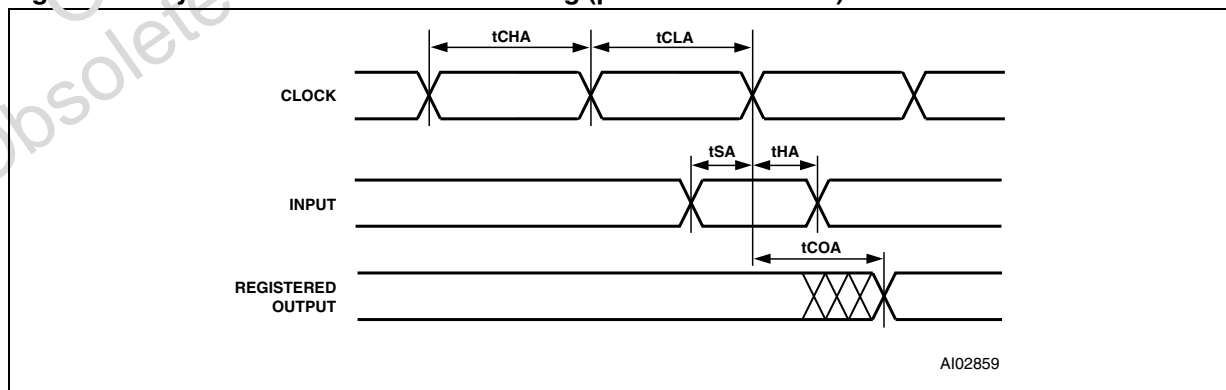 tCHA tCLA
CLOCK
tSA tHA
INPUT
tCOA
REGISTERED
OUTPUT
AI02859